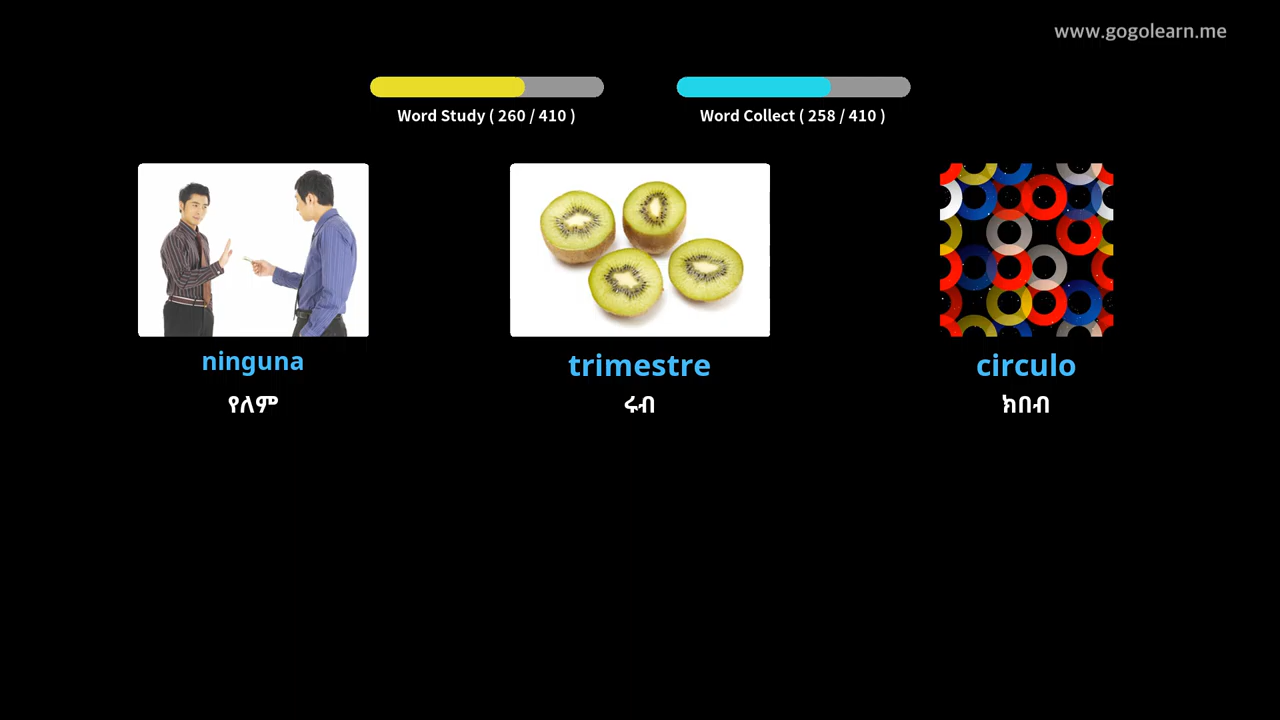 www.gogolearn.me
Word Study ( 260 / 410 )
Word Collect ( 258 / 410 )
ninguna
trimestre
circulo
የለም
ሩብ
ክበብ